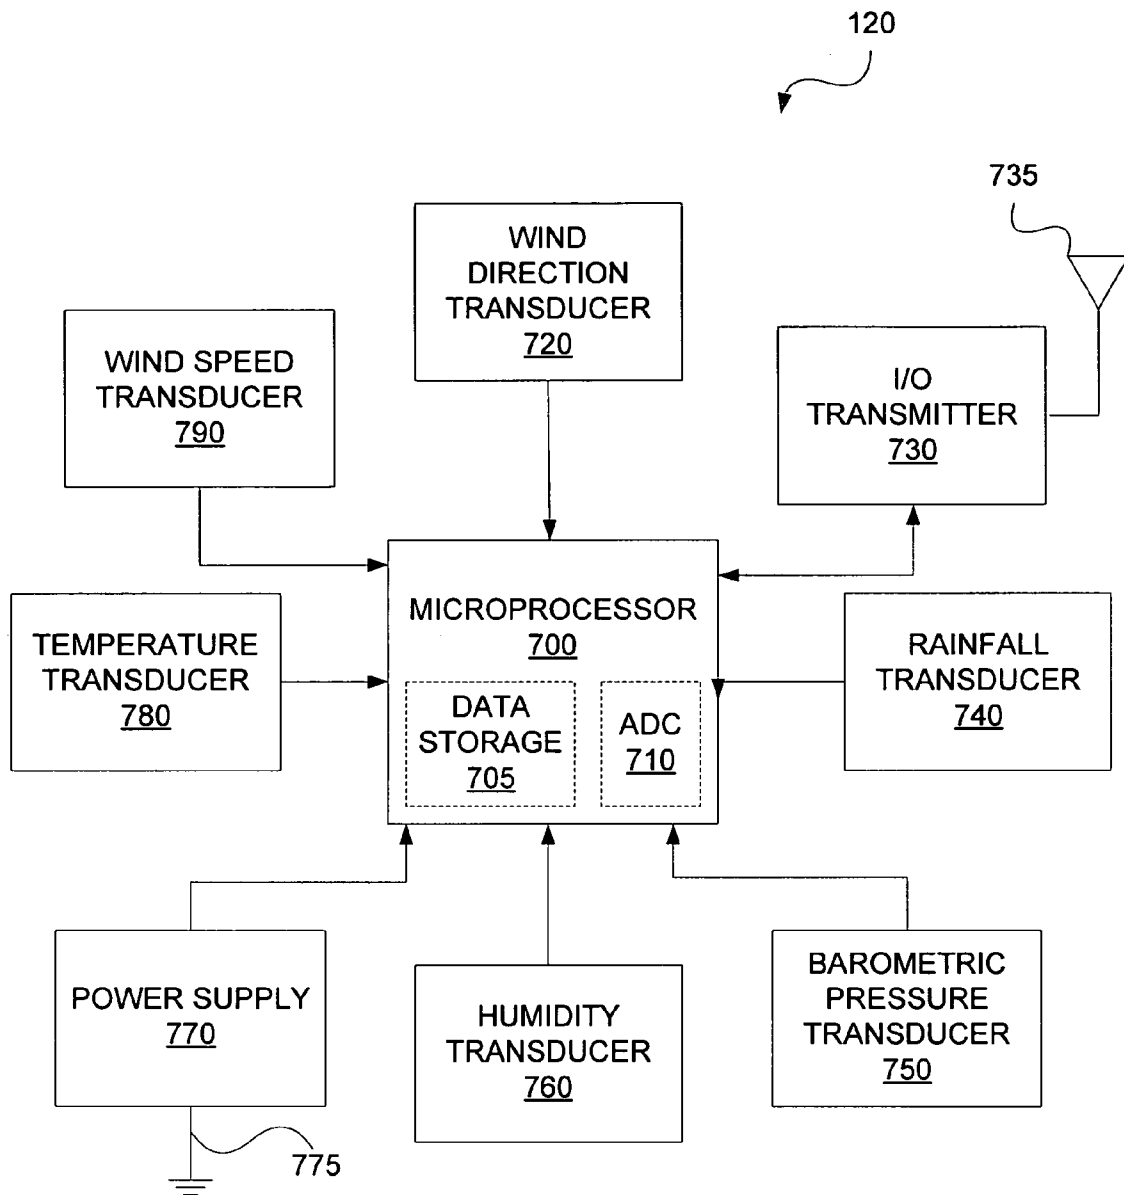 120
735
WIND
DIRECTION
TRANSDUCER
720
WIND SPEED
TRANSDUCER
790
I/O
TRANSMITTER
730
MICROPROCESSOR
700
TEMPERATURE
TRANSDUCER
780
RAINFALL
TRANSDUCER
740
DATA
STORAGE
705
ADC
710
POWER SUPPLY
770
HUMIDITY
TRANSDUCER
760
BAROMETRIC
PRESSURE
TRANSDUCER
750
775